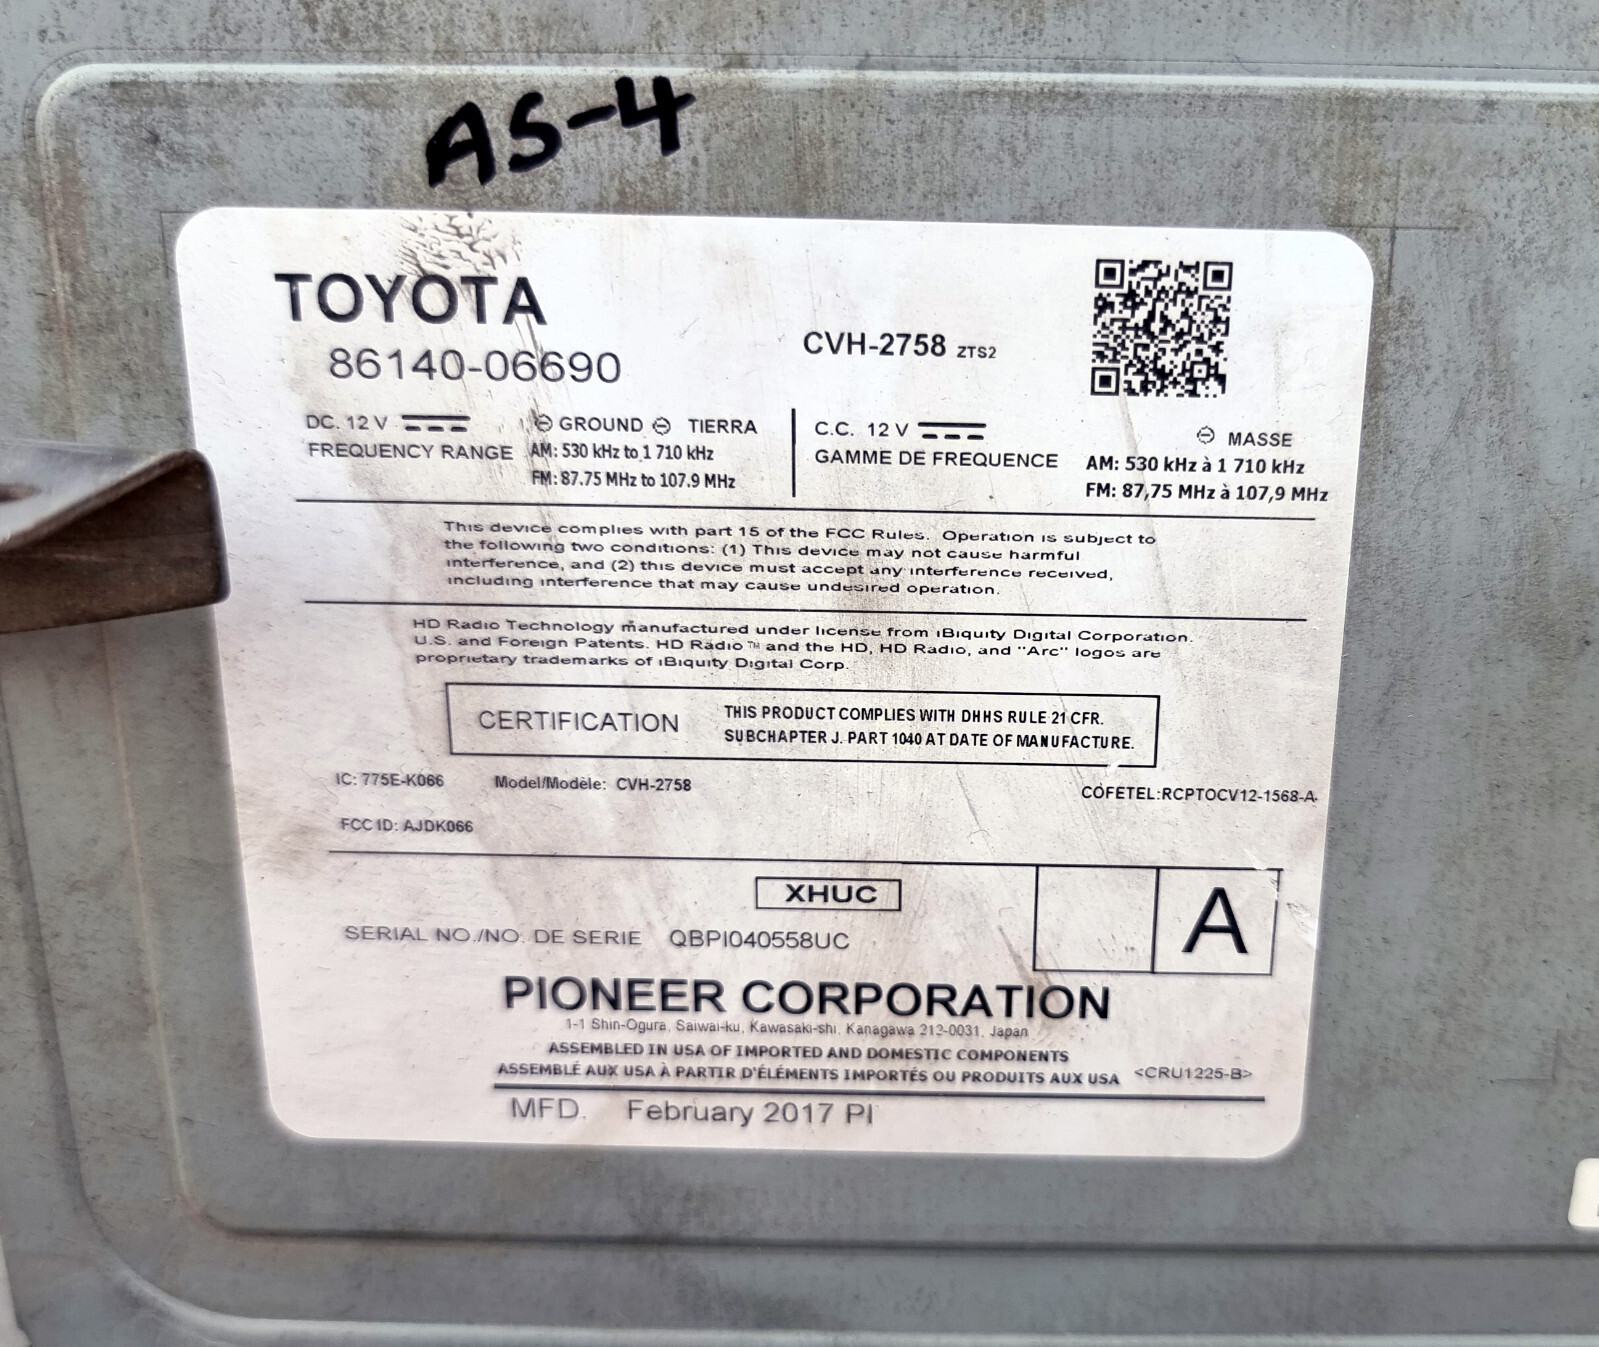 AS-4
TOYOTA
86140-06690
CVH-2758 ZTS2
DC. 12 V ⊖ GROUND ⊖ TIERRA
FREQUENCY RANGE AM: 530 kHz to 1 710 kHz
FM: 87.75 MHz to 107.9 MHz
C.C. 12 V ⊖ MASSE
GAMME DE FREQUENCE AM: 530 kHz à 1 710 kHz
FM: 87,75 MHz à 107,9 MHz
This device complies with part 15 of the FCC Rules. Operation is subject to
the following two conditions: (1) This device may not cause harmful
interference, and (2) this device must accept any interference received,
including interference that may cause undesired operation.
HD Radio Technology manufactured under license from iBiquity Digital Corporation.
U.S. and Foreign Patents. HD Radio™ and the HD, HD Radio, and "Arc" logos are
proprietary trademarks of iBiquity Digital Corp.
CERTIFICATION
THIS PRODUCT COMPLIES WITH DHHS RULE 21 CFR.
SUBCHAPTER J. PART 1040 AT DATE OF MANUFACTURE.
IC: 775E-K066 Model/Modèle: CVH-2758 COFETEL:RCPTOCV12-1568-A
FCC ID: AJDK066
XHUC
A
SERIAL NO./NO. DE SERIE QBPI040558UC
PIONEER CORPORATION
1-1 Shin-Ogura, Saiwai-ku, Kawasaki-shi, Kanagawa 212-0031, Japan
ASSEMBLED IN USA OF IMPORTED AND DOMESTIC COMPONENTS
ASSEMBLÉ AUX USA À PARTIR D'ÉLÉMENTS IMPORTÉS OU PRODUITS AUX USA <CRU1225-B>
MFD. February 2017 PI